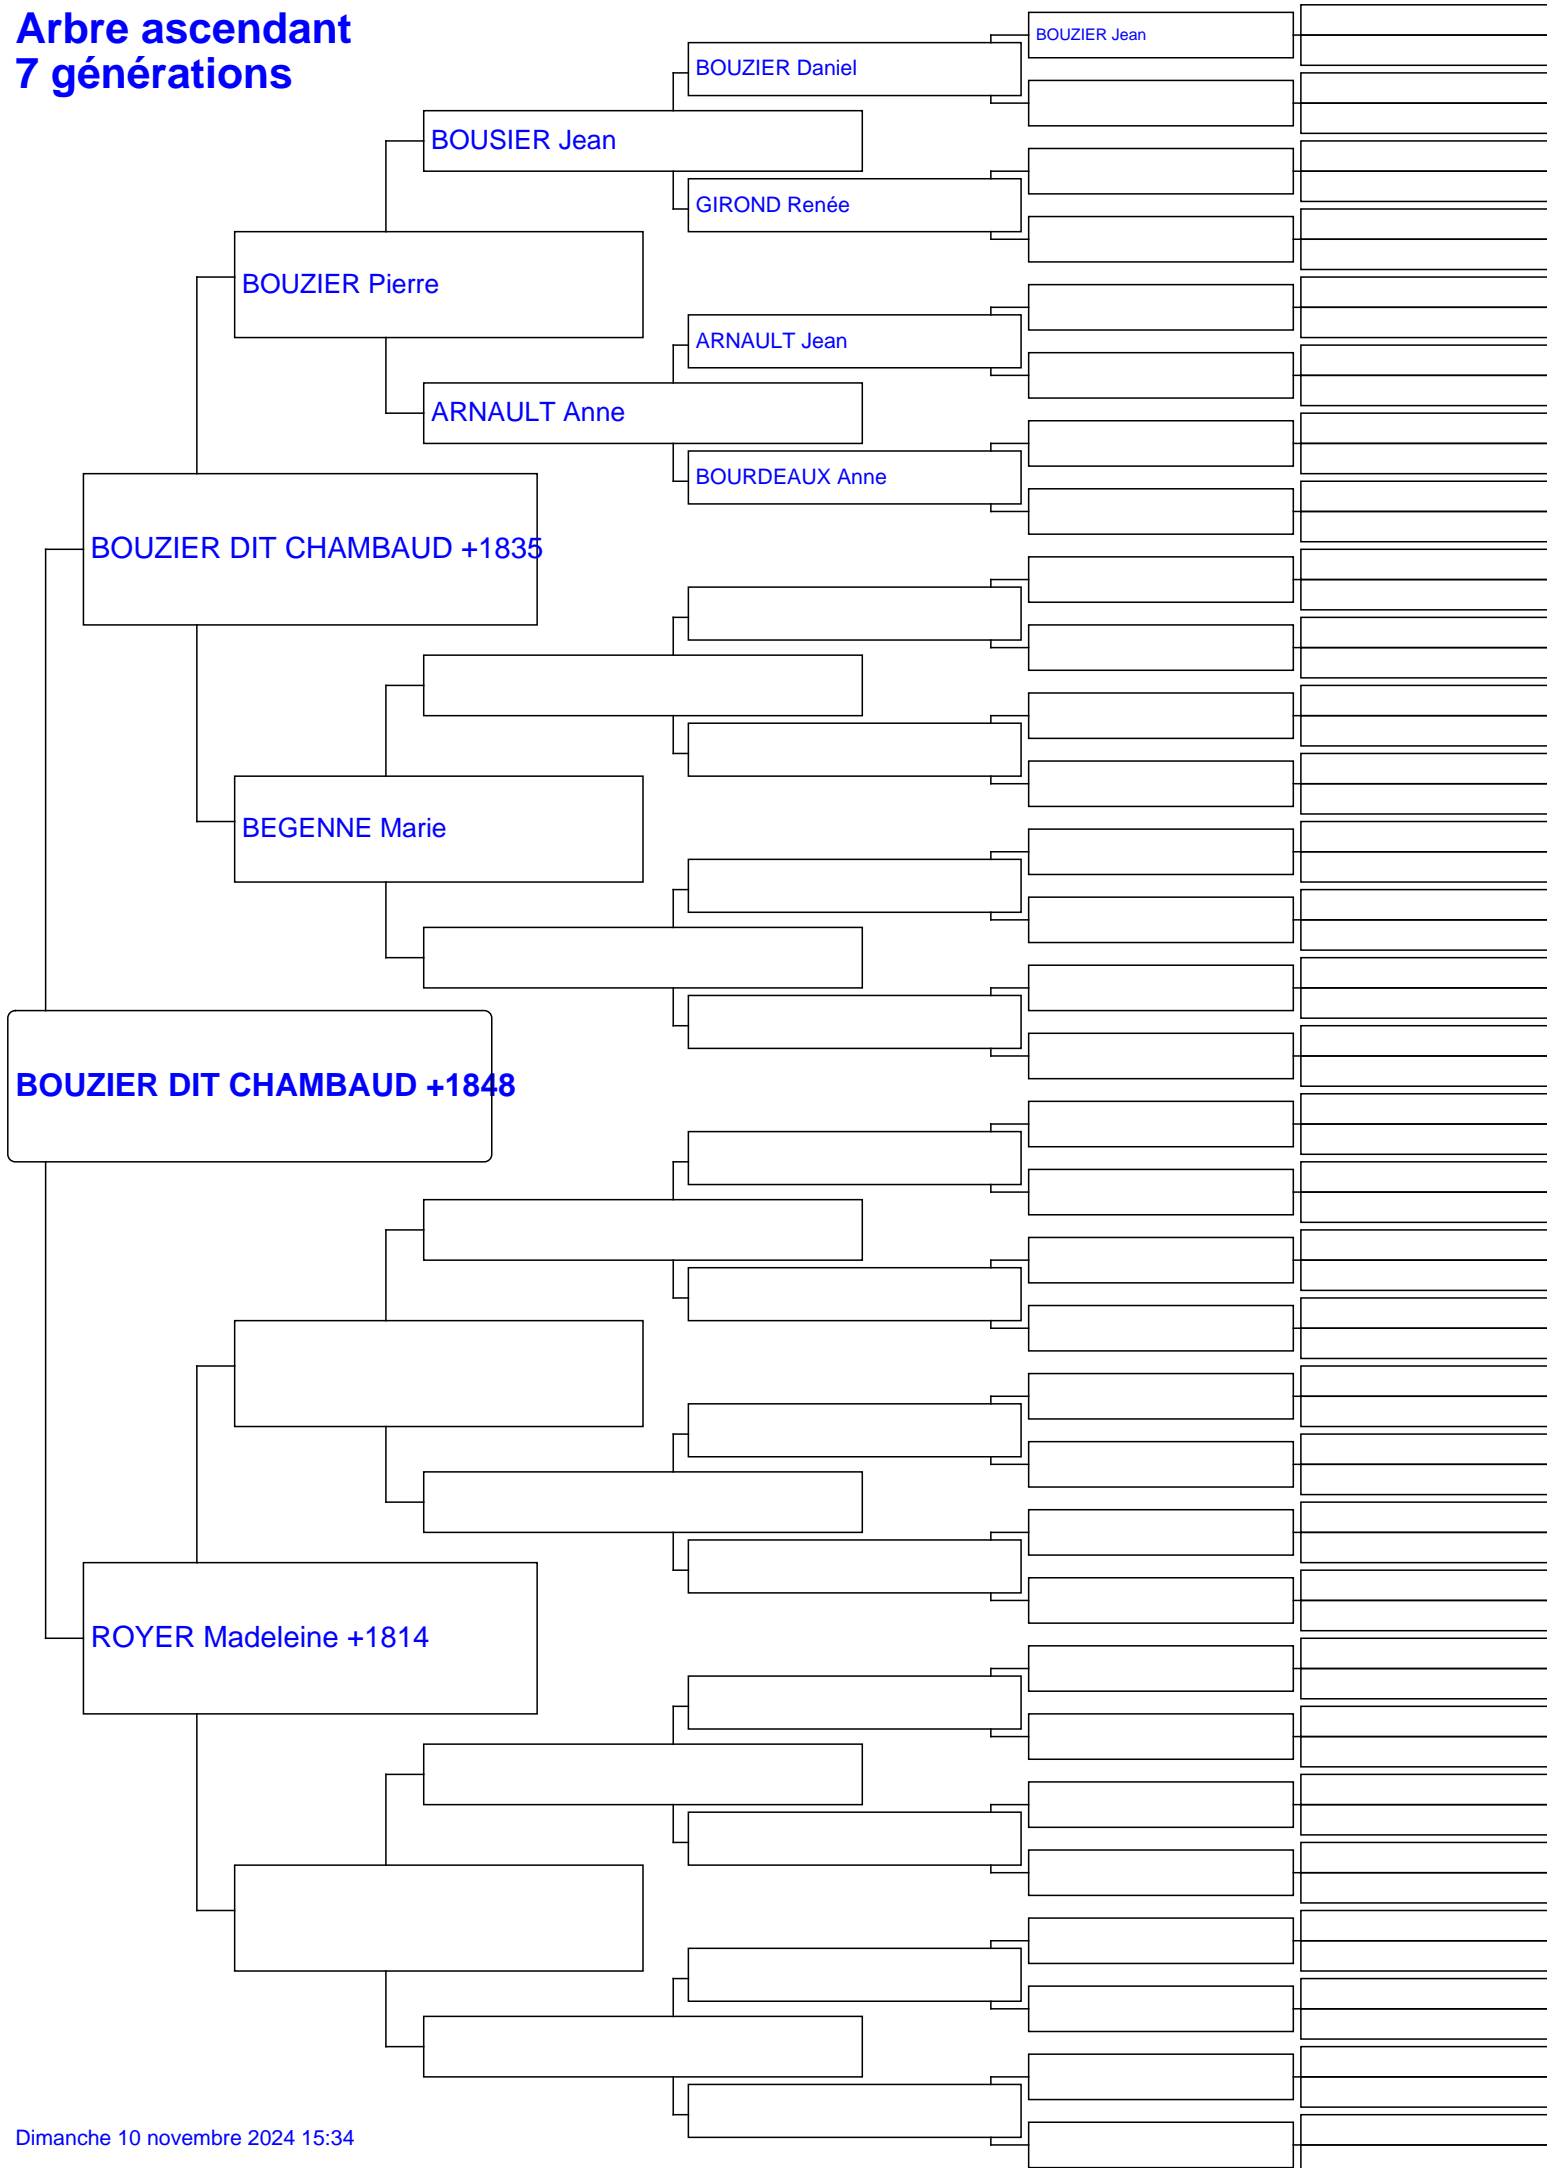 Arbre ascendant
7 générations
BOUZIER Jean
BOUZIER Daniel
BOUSIER Jean
GIROND Renée
BOUZIER Pierre
ARNAULT Jean
ARNAULT Anne
BOURDEAUX Anne
BOUZIER DIT CHAMBAUD +1835
BEGENNE Marie
BOUZIER DIT CHAMBAUD +1848
ROYER Madeleine +1814
Dimanche 10 novembre 2024 15:34